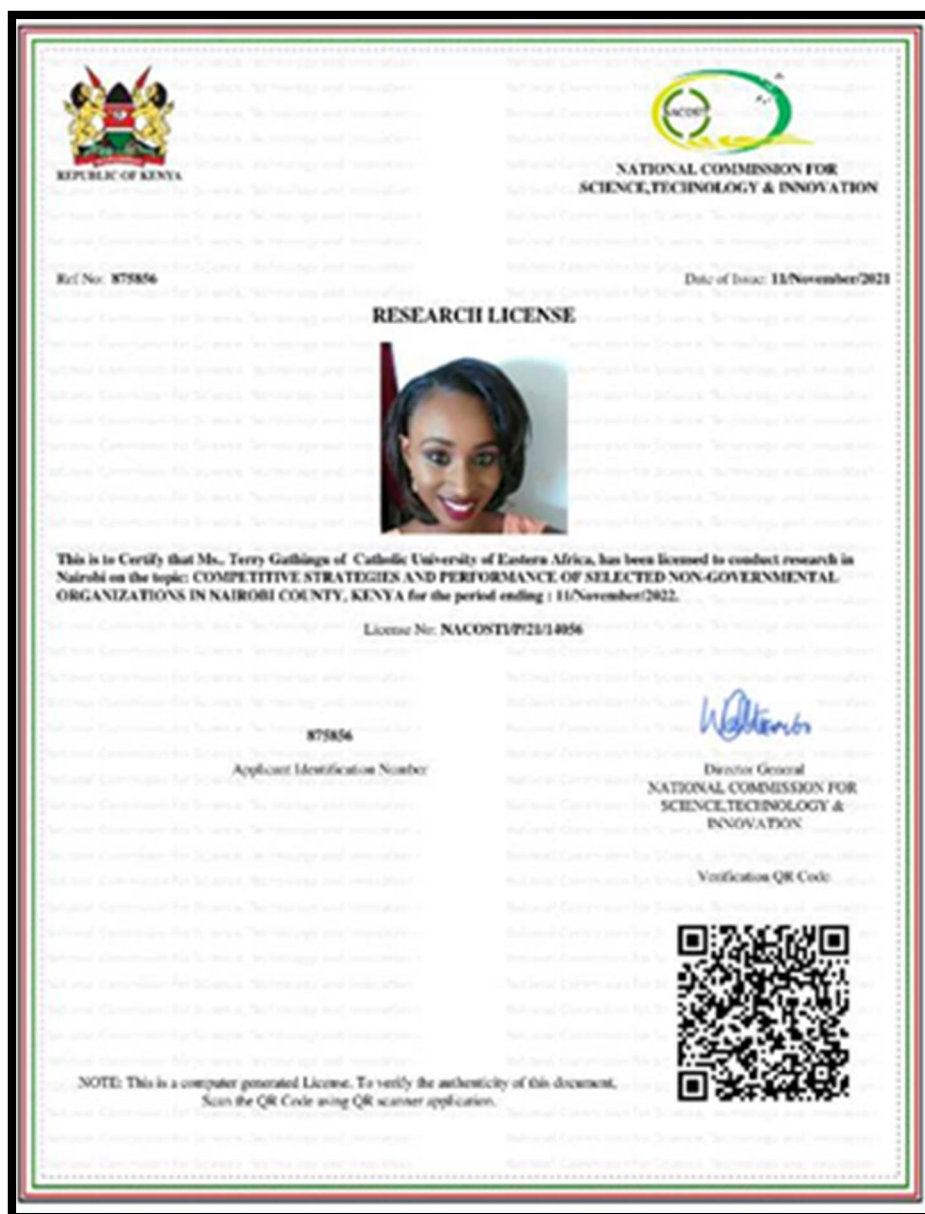 REPUBLIC OF KENYA
NATIONAL COMMISSION FOR
SCIENCE,TECHNOLOGY & INNOVATION
Ref No: 875856
Date of Issue: 11/November/2021
RESEARCH LICENSE
This is to Certify that Ms.. Terry Gathingu of Catholic University of Eastern Africa, has been licensed to conduct research in
Nairobi on the topic: COMPETITIVE STRATEGIES AND PERFORMANCE OF SELECTED NON-GOVERNMENTAL
ORGANIZATIONS IN NAIROBI COUNTY, KENYA for the period ending : 11/November/2022.
License No: NACOSTI/P/21/14056
875856
Applicant Identification Number
Director General
NATIONAL COMMISSION FOR
SCIENCE,TECHNOLOGY &
INNOVATION
Verification QR Code
NOTE: This is a computer generated License. To verify the authenticity of this document,
Scan the QR Code using QR scanner application.